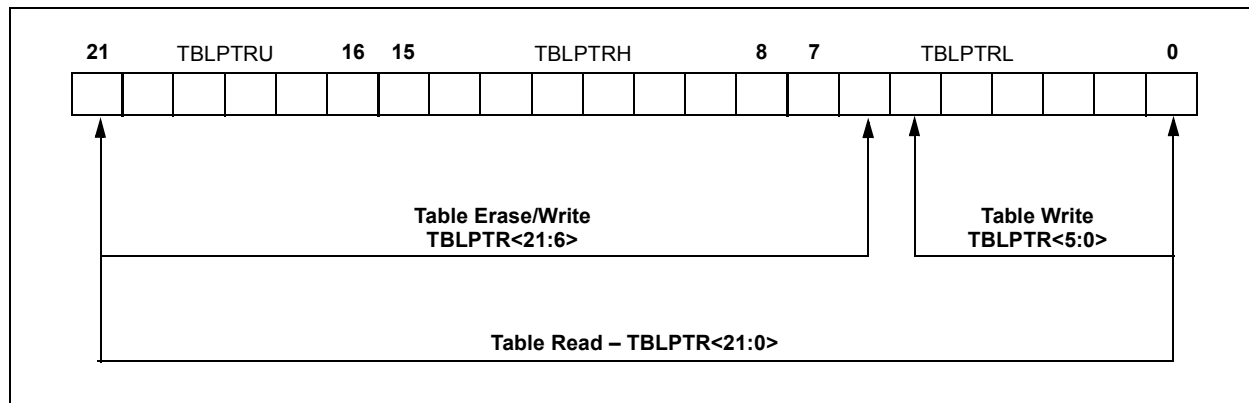 21 TBLPTRU 16 15 TBLPTRH 8 7 TBLPTRL 0
Table Erase/Write Table Write
TBLPTR<21:6> TBLPTR<5:0>
Table Read – TBLPTR<21:0>